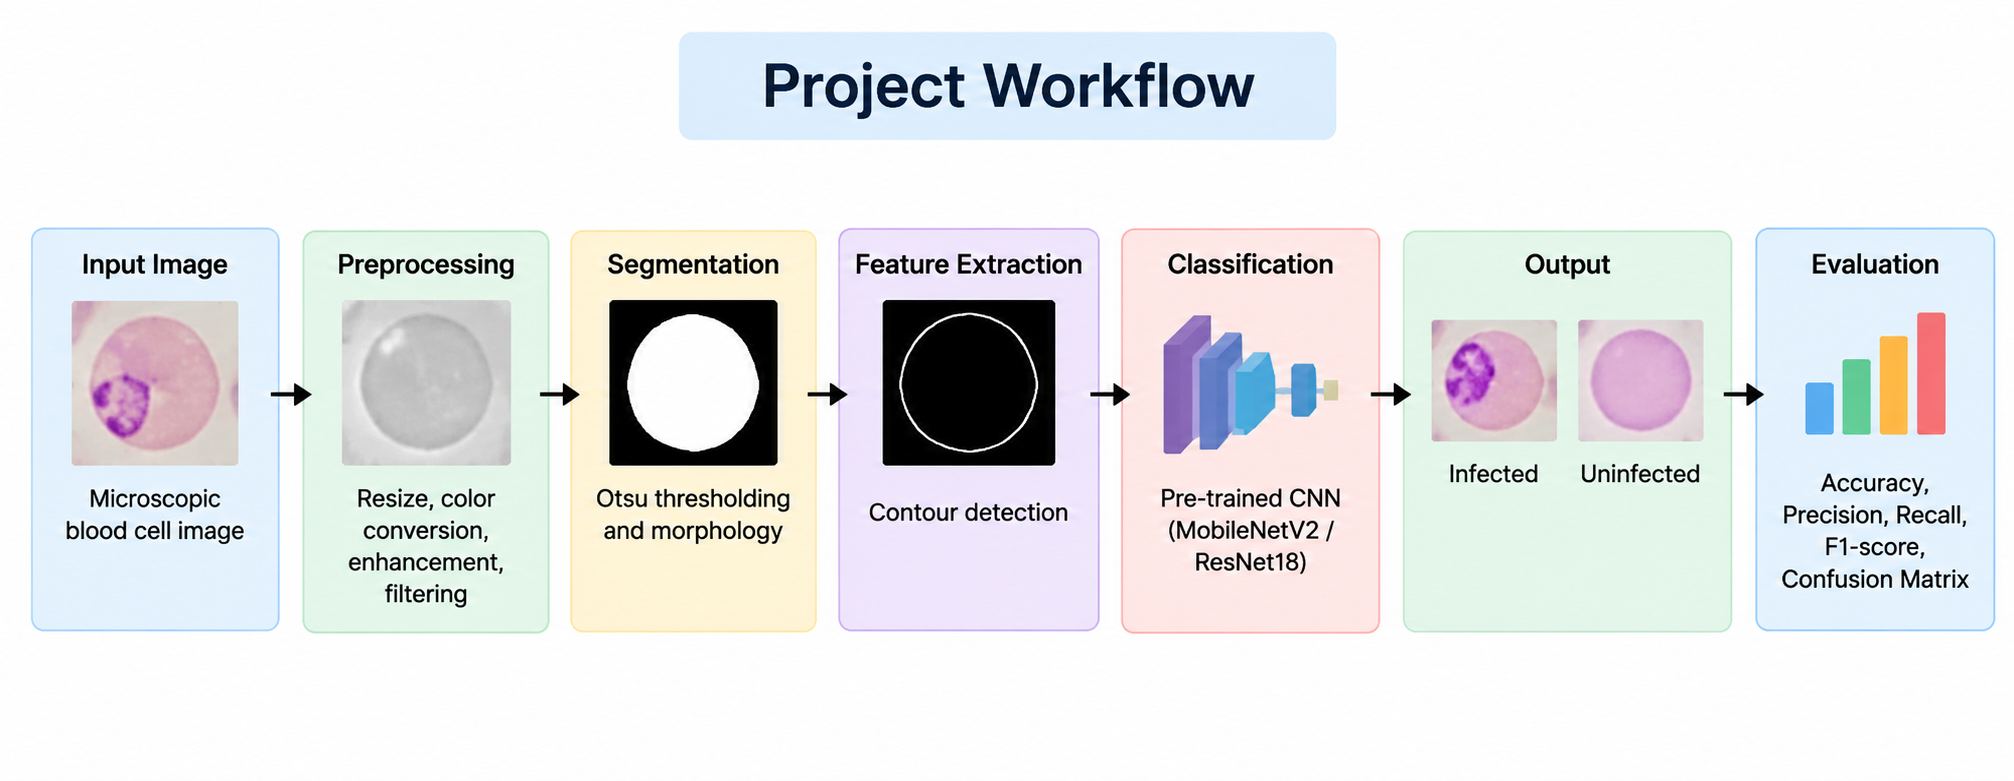 Project Workflow
Input Image
Microscopic
blood cell image
Preprocessing
Resize, color
conversion,
enhancement,
filtering
Segmentation
Otsu thresholding
and morphology
Feature Extraction
Contour detection
Classification
Pre-trained CNN
(MobileNetV2 /
ResNet18)
Output
Infected
Uninfected
Evaluation
Accuracy,
Precision, Recall,
F1-score,
Confusion Matrix